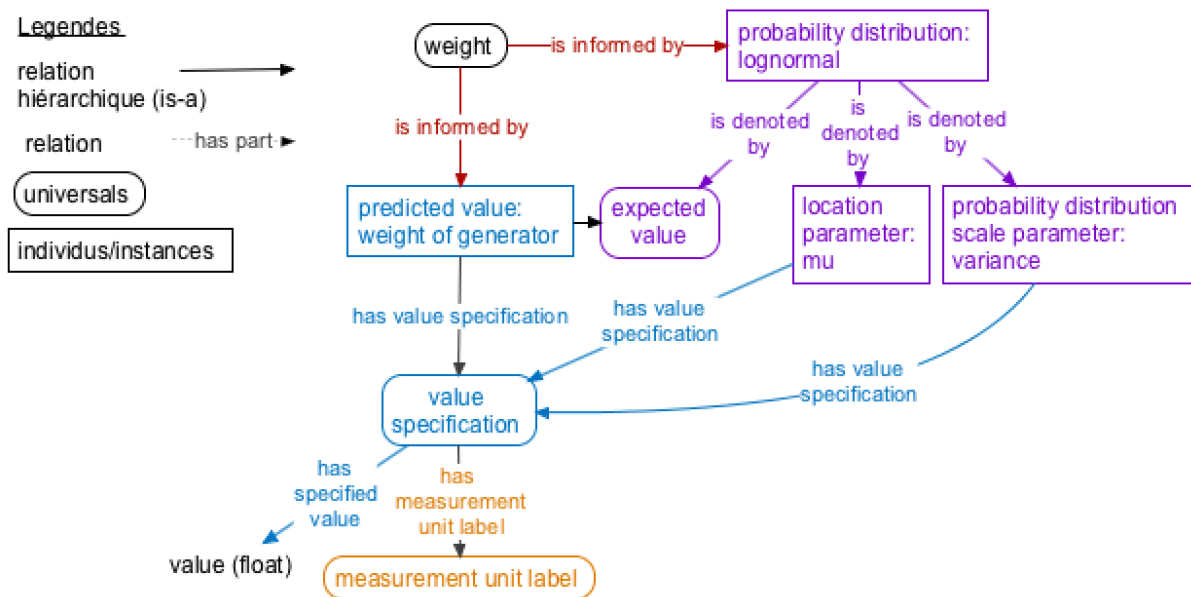 Legendes
relation
hiérarchique (is-a)
relation
has part
universals
individus/instances
weight
is informed by
probability distribution:
lognormal
is informed by
is denoted
by
is
denoted
by
is denoted
by
predicted value:
weight of generator
expected
value
location
parameter:
mu
probability distribution
scale parameter:
variance
has value specification
has value
specification
has value
specification
value
specification
has
specified
value
has
measurement
unit label
value (float)
measurement unit label